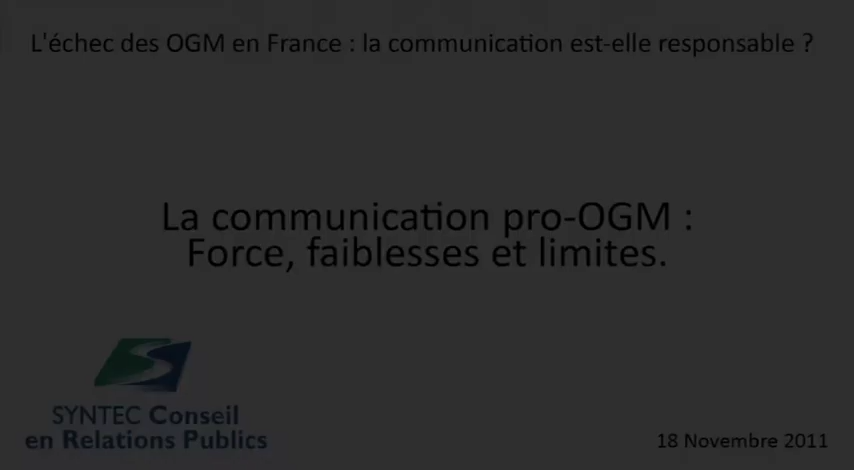 L'échec des OGM en France : la communication est-elle responsable ?
La communication pro-OGM :
Force, faiblesses et limites.
SYNTEC Conseil
en Relations Publics
18 Novembre 2011